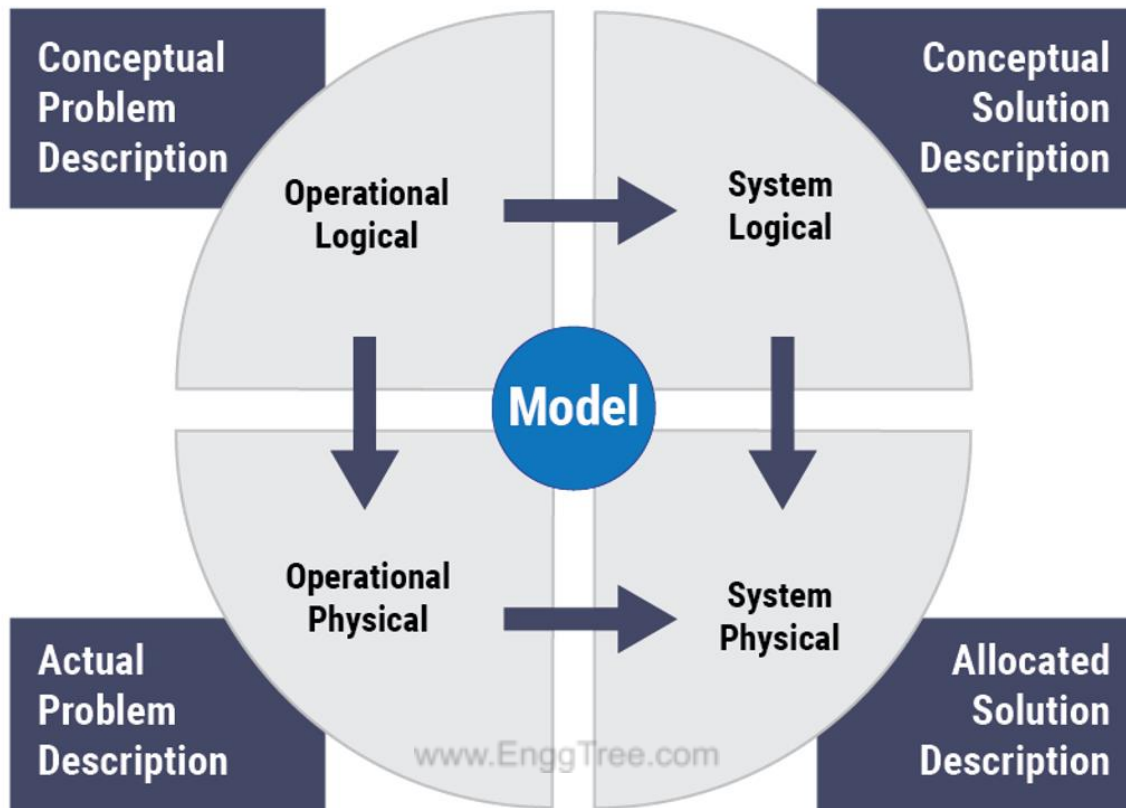 Conceptual
Problem
Description
Conceptual
Solution
Description
Operational
Logical
System
Logical
Model
Operational
Physical
System
Physical
Actual
Problem
Description
Allocated
Solution
Description
www.EnggTree.com